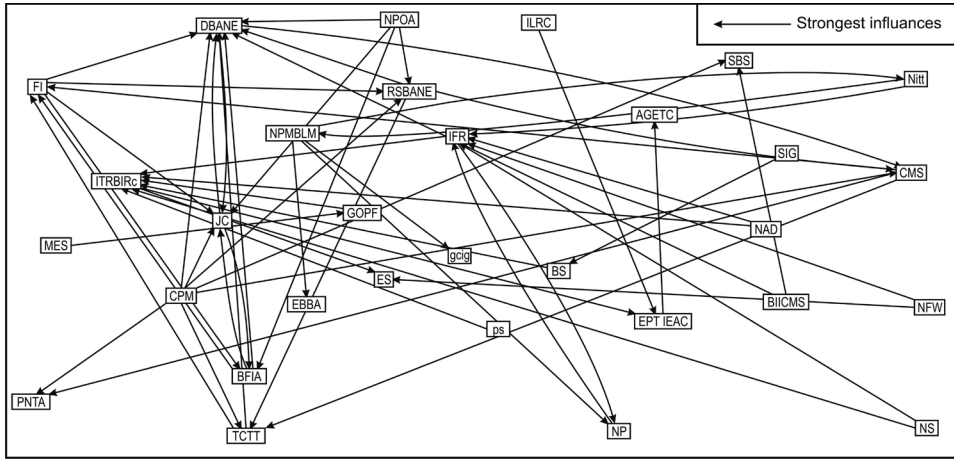 DBANE
NPOA
ILRC
Strongest influences
SBS
FI
RSBANE
Nitt
AGETC
NPMBLM
IFR
SIG
CMS
ITRBIRc
JC
GOPF
NAD
MES
gcig
BS
ES
CPM
EBBA
BIICMS
NFW
EPT IEAC
ps
BFIA
PNTA
TCTT
NP
NS